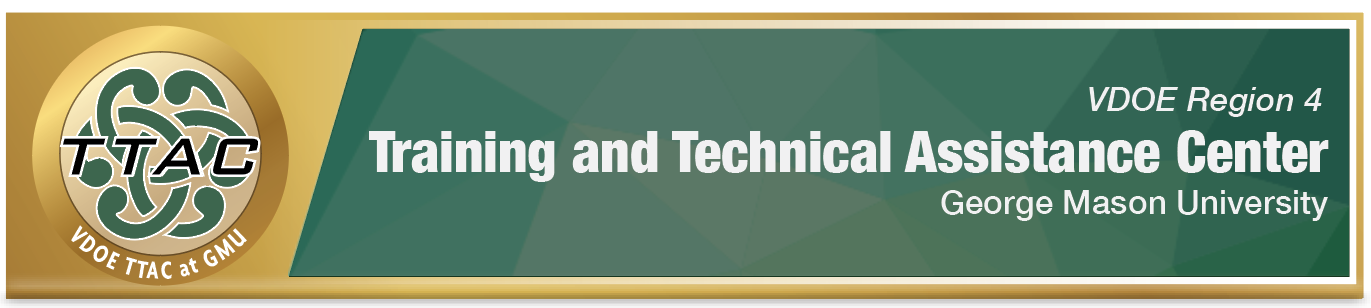 TTAC
VDOE TTAC at GMU
VDOE Region 4
Training and Technical Assistance Center
George Mason University